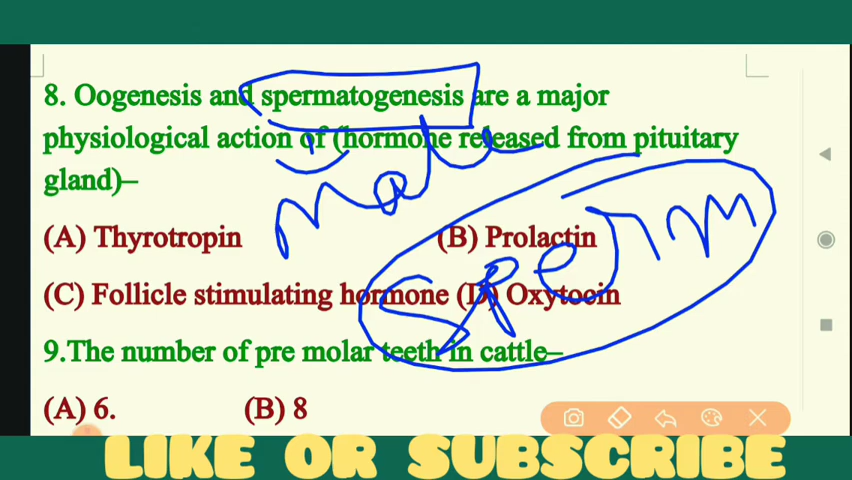 8. Oogenesis and spermatogenesis are a major
physiological action of (hormone released from pituitary
gland)–
male
(A) Thyrotropin (B) Prolactin
sperm
(C) Follicle stimulating hormone (D) Oxytocin
9.The number of pre molar teeth in cattle–
(A) 6. (B) 8
LIKE OR SUBSCRIBE